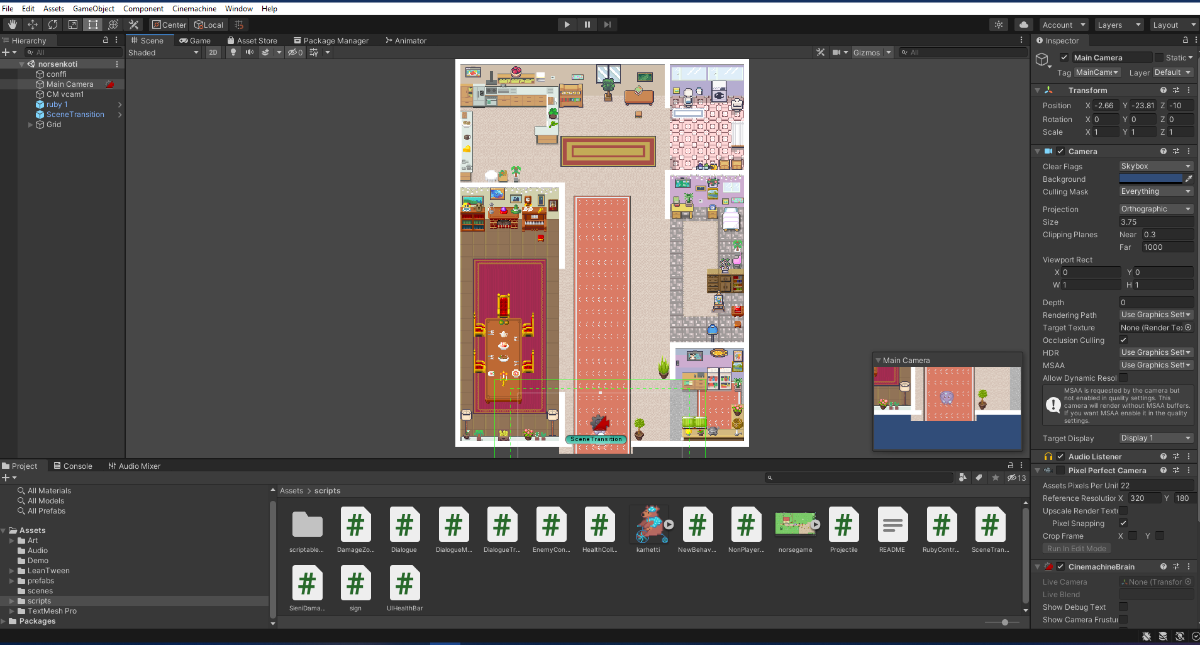 File Edit Assets GameObject Component Cinemachine Window Help
Center Local Account Layers Layout
Hierarchy
All
norsenkoti
conffi
Main Camera
CM vcam1
ruby 1
SceneTransition
Grid
Scene Game Asset Store Package Manager Animator
Shaded 2D 0 Gizmos All
SceneTransition
Main Camera
Inspector
Main Camera Static
Tag MainCame Layer Default
Transform
Position X -2.66 Y -23.81 Z -10
Rotation X 0 Y 0 Z 0
Scale X 1 Y 1 Z 1
Camera
Clear Flags Skybox
Background
Culling Mask Everything
Projection Orthographic
Size 3.75
Clipping Planes Near 0.3
Far 1000
Viewport Rect
X 0 Y 0
W 1 H 1
Depth 0
Rendering Path Use Graphics Sett
Target Texture None (Render Te
Occlusion Culling
HDR Use Graphics Sett
MSAA Use Graphics Sett
Allow Dynamic Resol
MSAA is requested by the camera but
not enabled in quality settings. This
camera will render without MSAA buffers.
If you want MSAA enable it in the quality
settings.
Target Display Display 1
Audio Listener
Pixel Perfect Camera
Assets Pixels Per Unit 22
Reference Resolution X 320 Y 180
Upscale Render Textu
Pixel Snapping
Crop Frame X Y
Run In Edit Mode
CinemachineBrain
Live Camera None (Transfor
Live Blend
Show Debug Text
Show Camera Frustur
Project Console Audio Mixer
13
All Materials
All Models
All Prefabs
Assets
Art
Audio
Demo
LeanTween
prefabs
scenes
scripts
TextMesh Pro
Packages
Assets > scripts
scriptable... DamageZo... Dialogue DialogueM... DialogueTr... EnemyCon... HealthColl... karhetti NewBehav... NonPlayer... norsegame Projectile README RubyContr... SceneTran...
SieniDama... sign UIHealthBar